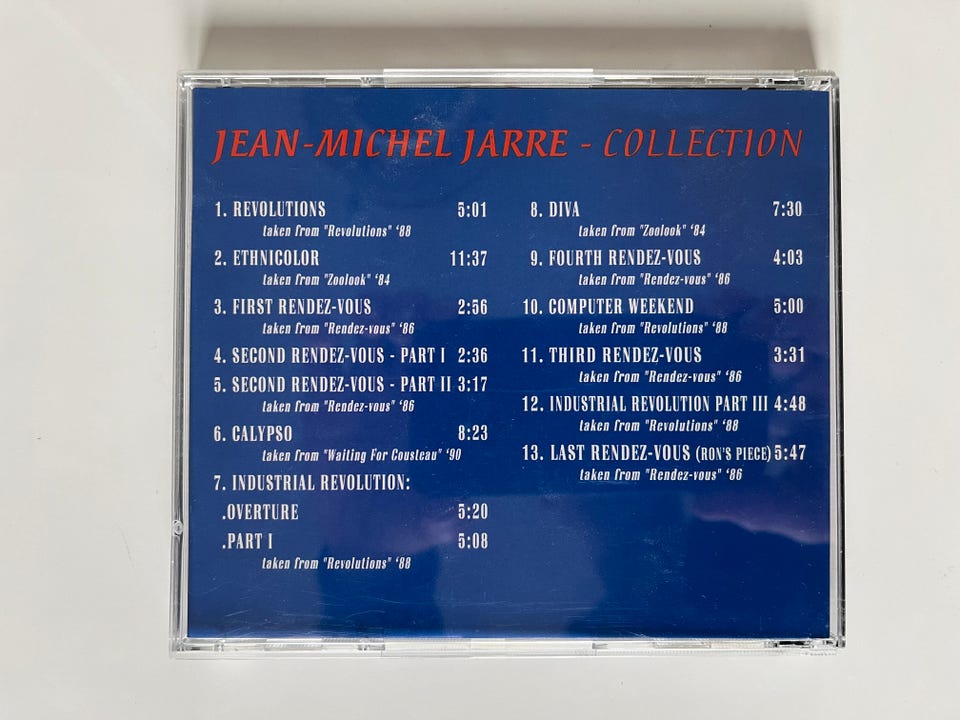 JEAN-MICHEL JARRE - COLLECTION
1. REVOLUTIONS 5:01
taken from "Revolutions" '88
2. ETHNICOLOR 11:37
taken from "Zoolook" '84
3. FIRST RENDEZ-VOUS 2:56
taken from "Rendez-vous" '86
4. SECOND RENDEZ-VOUS - PART I 2:36
5. SECOND RENDEZ-VOUS - PART II 3:17
taken from "Rendez-vous" '86
6. CALYPSO 8:23
taken from "Waiting For Cousteau" '90
7. INDUSTRIAL REVOLUTION:
.OVERTURE 5:20
.PART I 5:08
taken from "Revolutions" '88
8. DIVA 7:30
taken from "Zoolook" '84
9. FOURTH RENDEZ-VOUS 4:03
taken from "Rendez-vous" '86
10. COMPUTER WEEKEND 5:00
taken from "Revolutions" '88
11. THIRD RENDEZ-VOUS 3:31
taken from "Rendez-vous" '86
12. INDUSTRIAL REVOLUTION PART III 4:48
taken from "Revolutions" '88
13. LAST RENDEZ-VOUS (RON'S PIECE) 5:47
taken from "Rendez-vous" '86